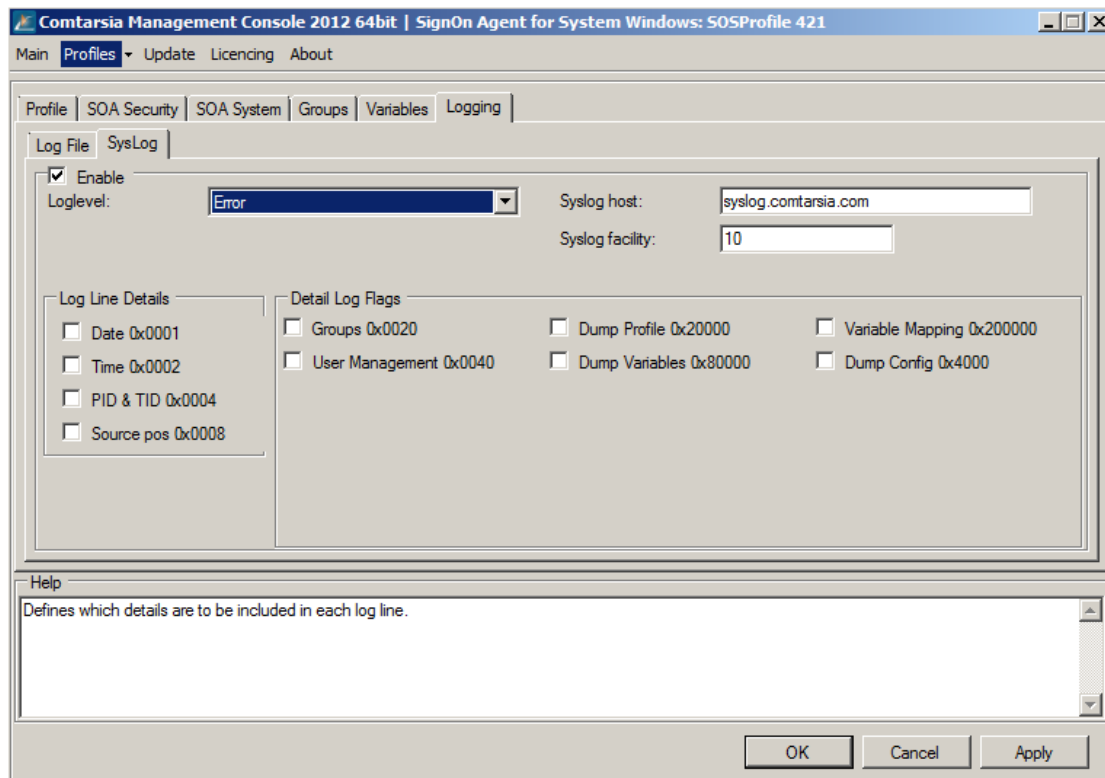 Comtarsia Management Console 2012 64bit | SignOn Agent for System Windows: SOSProfile 421
Main Profiles Update Licencing About
Profile SOA Security SOA System Groups Variables Logging
Log File SysLog
Enable
Loglevel: Error Syslog host: syslog.comtarsia.com
Syslog facility: 10
Log Line Details
Date 0x0001
Time 0x0002
PID & TID 0x0004
Source pos 0x0008
Detail Log Flags
Groups 0x0020 Dump Profile 0x20000 Variable Mapping 0x200000
User Management 0x0040 Dump Variables 0x80000 Dump Config 0x4000
Help
Defines which details are to be included in each log line.
OK Cancel Apply